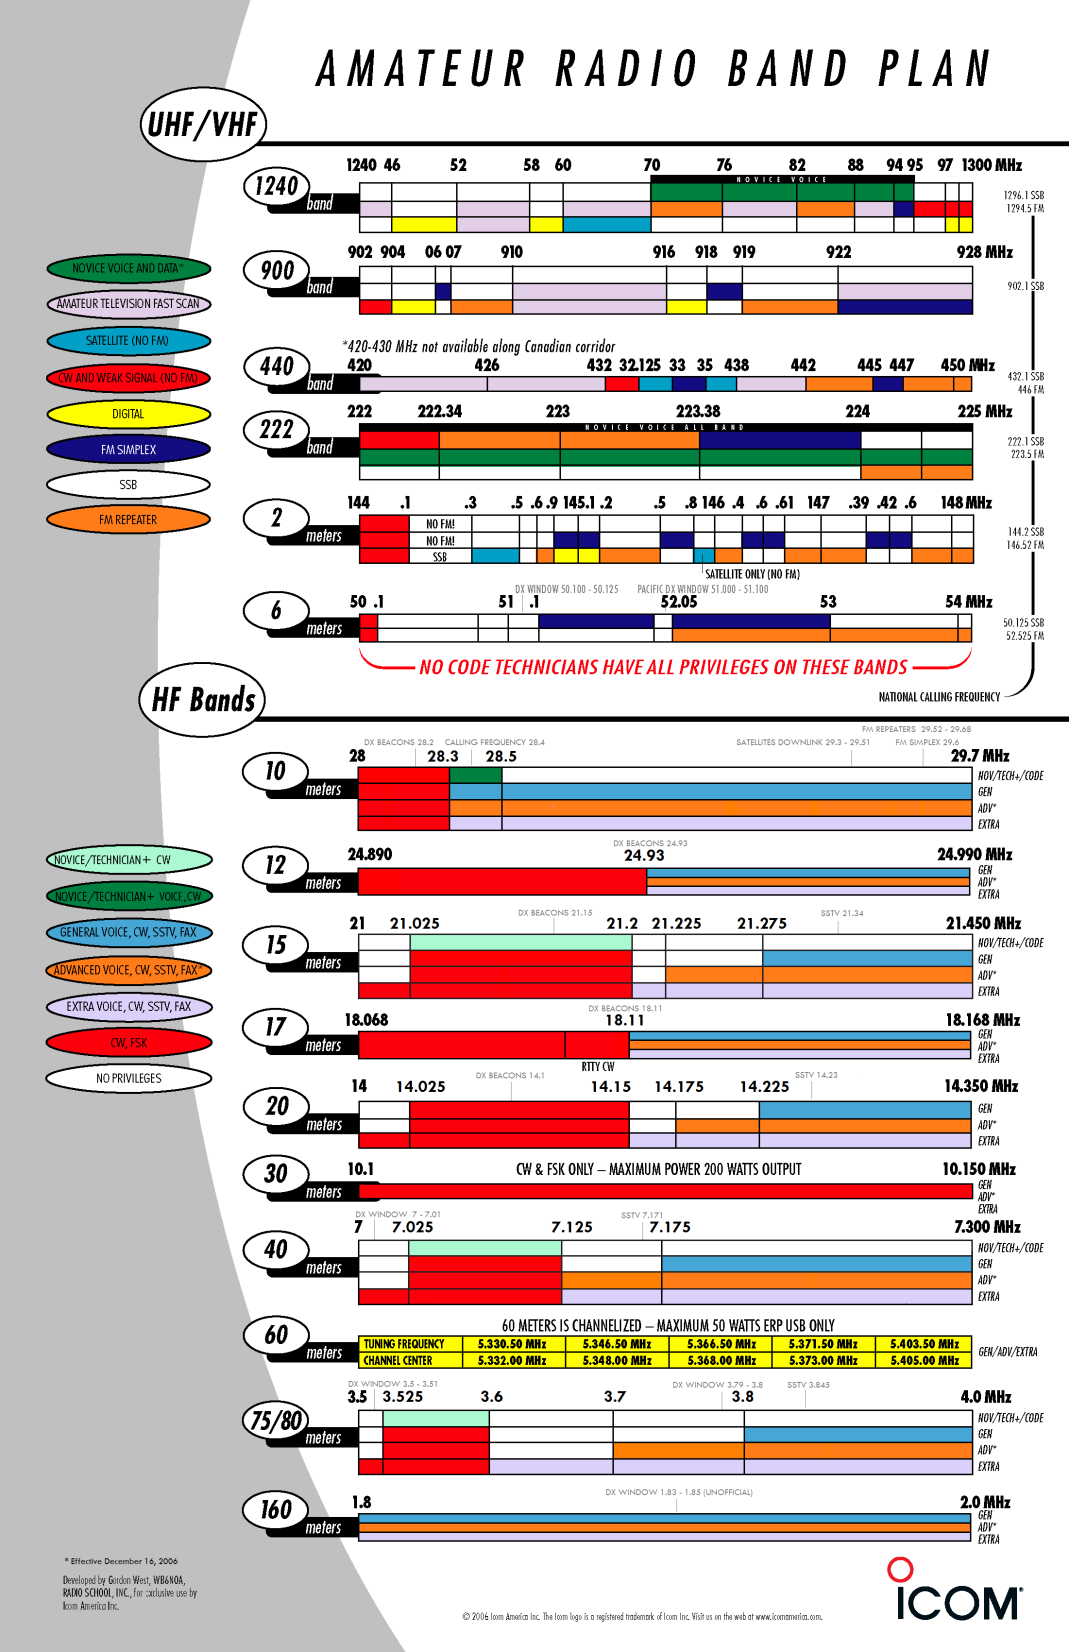 AMATEUR RADIO BAND PLAN
UHF/VHF
1240 46 52 58 60 70 76 82 88 94 95 97 1300 MHz
1240 band
NOVICE VOICE
1296.1 SSB
1294.5 FM
902 904 06 07 910 916 918 919 922 928 MHz
900 band
902.1 SSB
NOVICE VOICE AND DATA*
AMATEUR TELEVISION FAST SCAN
SATELLITE (NO FM)
CW AND WEAK SIGNAL (NO FM)
DIGITAL
FM SIMPLEX
SSB
FM REPEATER
*420-430 MHz not available along Canadian corridor
420 426 432 32.125 33 35 438 442 445 447 450 MHz
440 band
432.1 SSB
446 FM
222 222.34 223 223.38 224 225 MHz
222 band
NOVICE VOICE ALL BAND
222.1 SSB
223.5 FM
144 .1 .3 .5 .6 .9 145.1 .2 .5 .8 146 .4 .6 .61 147 .39 .42 .6 148 MHz
2 meters
NO FM!
NO FM!
SSB
144.2 SSB
146.52 FM
SATELLITE ONLY (NO FM)
DX WINDOW 50.100 - 50.125 PACIFIC DX WINDOW 51.000 - 51.100
50 .1 51 .1 52.05 53 54 MHz
6 meters
50.125 SSB
52.525 FM
NO CODE TECHNICIANS HAVE ALL PRIVILEGES ON THESE BANDS
NATIONAL CALLING FREQUENCY
HF Bands
FM REPEATERS 29.52 - 29.68
DX BEACONS 28.2 CALLING FREQUENCY 28.4 SATELLITES DOWNLINK 29.3 - 29.51 FM SIMPLEX 29.6
28 28.3 28.5 29.7 MHz
10 meters
NOV/TECH+/CODE
GEN
ADV*
EXTRA
NOVICE/TECHNICIAN+ CW
NOVICE/TECHNICIAN+ VOICE,CW
GENERAL VOICE, CW, SSTV, FAX
ADVANCED VOICE, CW, SSTV, FAX*
EXTRA VOICE, CW, SSTV, FAX
CW, FSK
NO PRIVILEGES
DX BEACONS 24.93
24.890 24.93 24.990 MHz
12 meters
GEN
ADV*
EXTRA
DX BEACONS 21.15 SSTV 21.34
21 21.025 21.2 21.225 21.275 21.450 MHz
15 meters
NOV/TECH+/CODE
GEN
ADV*
EXTRA
DX BEACONS 18.11
18.068 18.11 18.168 MHz
17 meters
GEN
ADV*
EXTRA
RTTY CW
DX BEACONS 14.1 SSTV 14.23
14 14.025 14.15 14.175 14.225 14.350 MHz
20 meters
GEN
ADV*
EXTRA
10.1 CW & FSK ONLY – MAXIMUM POWER 200 WATTS OUTPUT 10.150 MHz
30 meters
GEN
ADV*
EXTRA
DX WINDOW 7 - 7.01 SSTV 7.171
7 7.025 7.125 7.175 7.300 MHz
40 meters
NOV/TECH+/CODE
GEN
ADV*
EXTRA
60 METERS IS CHANNELIZED – MAXIMUM 50 WATTS ERP USB ONLY
60 meters
TUNING FREQUENCY 5.330.50 MHz 5.346.50 MHz 5.366.50 MHz 5.371.50 MHz 5.403.50 MHz
CHANNEL CENTER 5.332.00 MHz 5.348.00 MHz 5.368.00 MHz 5.373.00 MHz 5.405.00 MHz
GEN/ADV/EXTRA
DX WINDOW 3.5 - 3.51 DX WINDOW 3.79 - 3.8 SSTV 3.845
3.5 3.525 3.6 3.7 3.8 4.0 MHz
75/80 meters
NOV/TECH+/CODE
GEN
ADV*
EXTRA
DX WINDOW 1.83 - 1.85 (UNOFFICIAL)
1.8 2.0 MHz
160 meters
GEN
ADV*
EXTRA
* Effective December 16, 2006
Developed by Gordon West, WB6NOA,
RADIO SCHOOL, INC., for exclusive use by
Icom America Inc.
ICOM®
© 2006 Icom America Inc. The Icom logo is a registered trademark of Icom Inc. Visit us on the web at www.icomamerica.com.